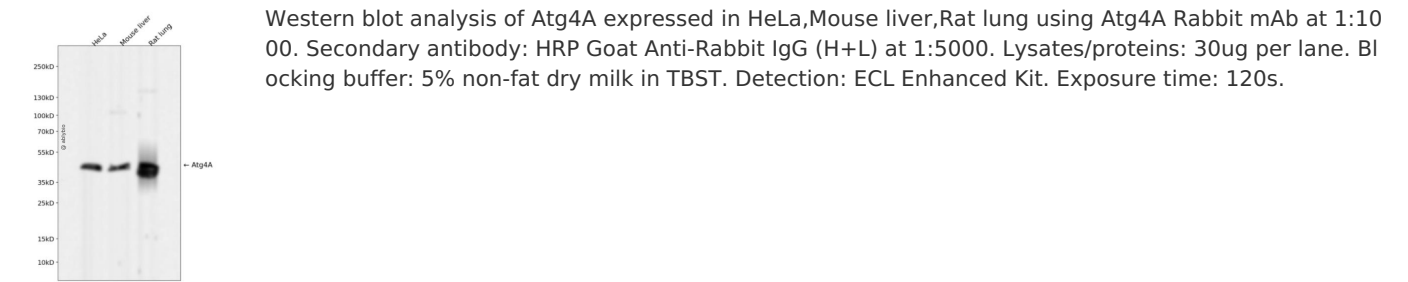 Western blot analysis of Atg4A expressed in HeLa,Mouse liver,Rat lung using Atg4A Rabbit mAb at 1:10
00. Secondary antibody: HRP Goat Anti-Rabbit IgG (H+L) at 1:5000. Lysates/proteins: 30ug per lane. Bl
ocking buffer: 5% non-fat dry milk in TBST. Detection: ECL Enhanced Kit. Exposure time: 120s.
HeLa
Mouse liver
Rat lung
250kD
130kD
100kD
70kD
55kD
35kD
25kD
15kD
10kD
← Atg4A